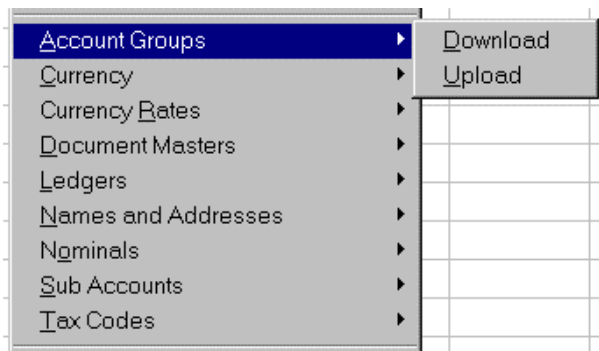 Account Groups
Download
Currency
Upload
Currency Rates
Document Masters
Ledgers
Names and Addresses
Nominals
Sub Accounts
Tax Codes